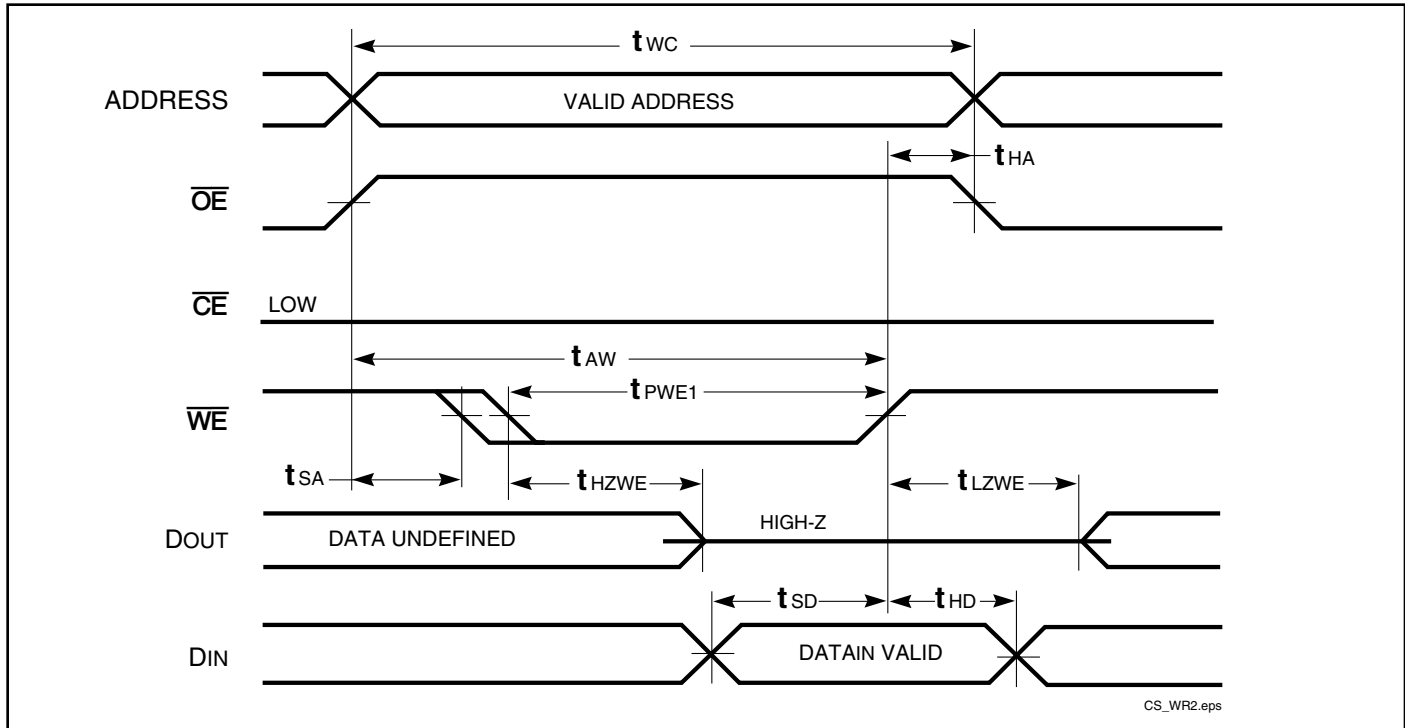 tWC
ADDRESS
VALID ADDRESS
tHA
OE
CE
LOW
tAW
tPWE1
WE
tSA
tHZWE
tLZWE
HIGH-Z
DOUT
DATA UNDEFINED
tSD
tHD
DIN
DATAIN VALID
CS_WR2.eps